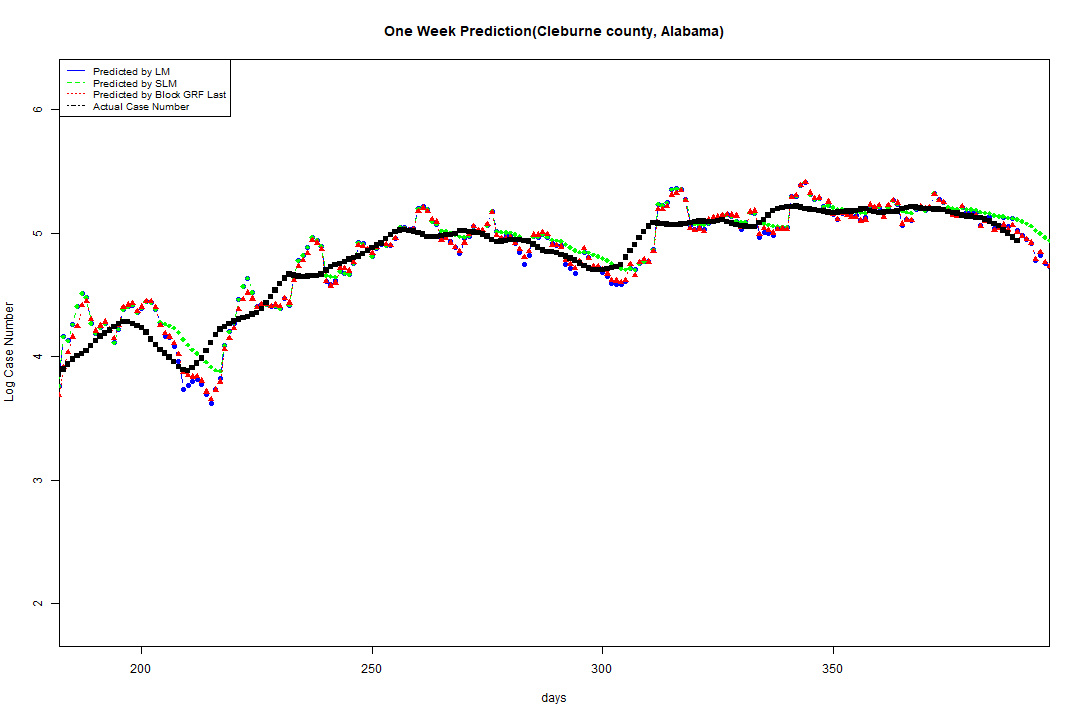 One Week Prediction(Cleburne county, Alabama)
Predicted by LM
Predicted by SLM
Predicted by Block GRF Last
Actual Case Number
6
5
4
3
2
Log Case Number
200 250 300 350
days